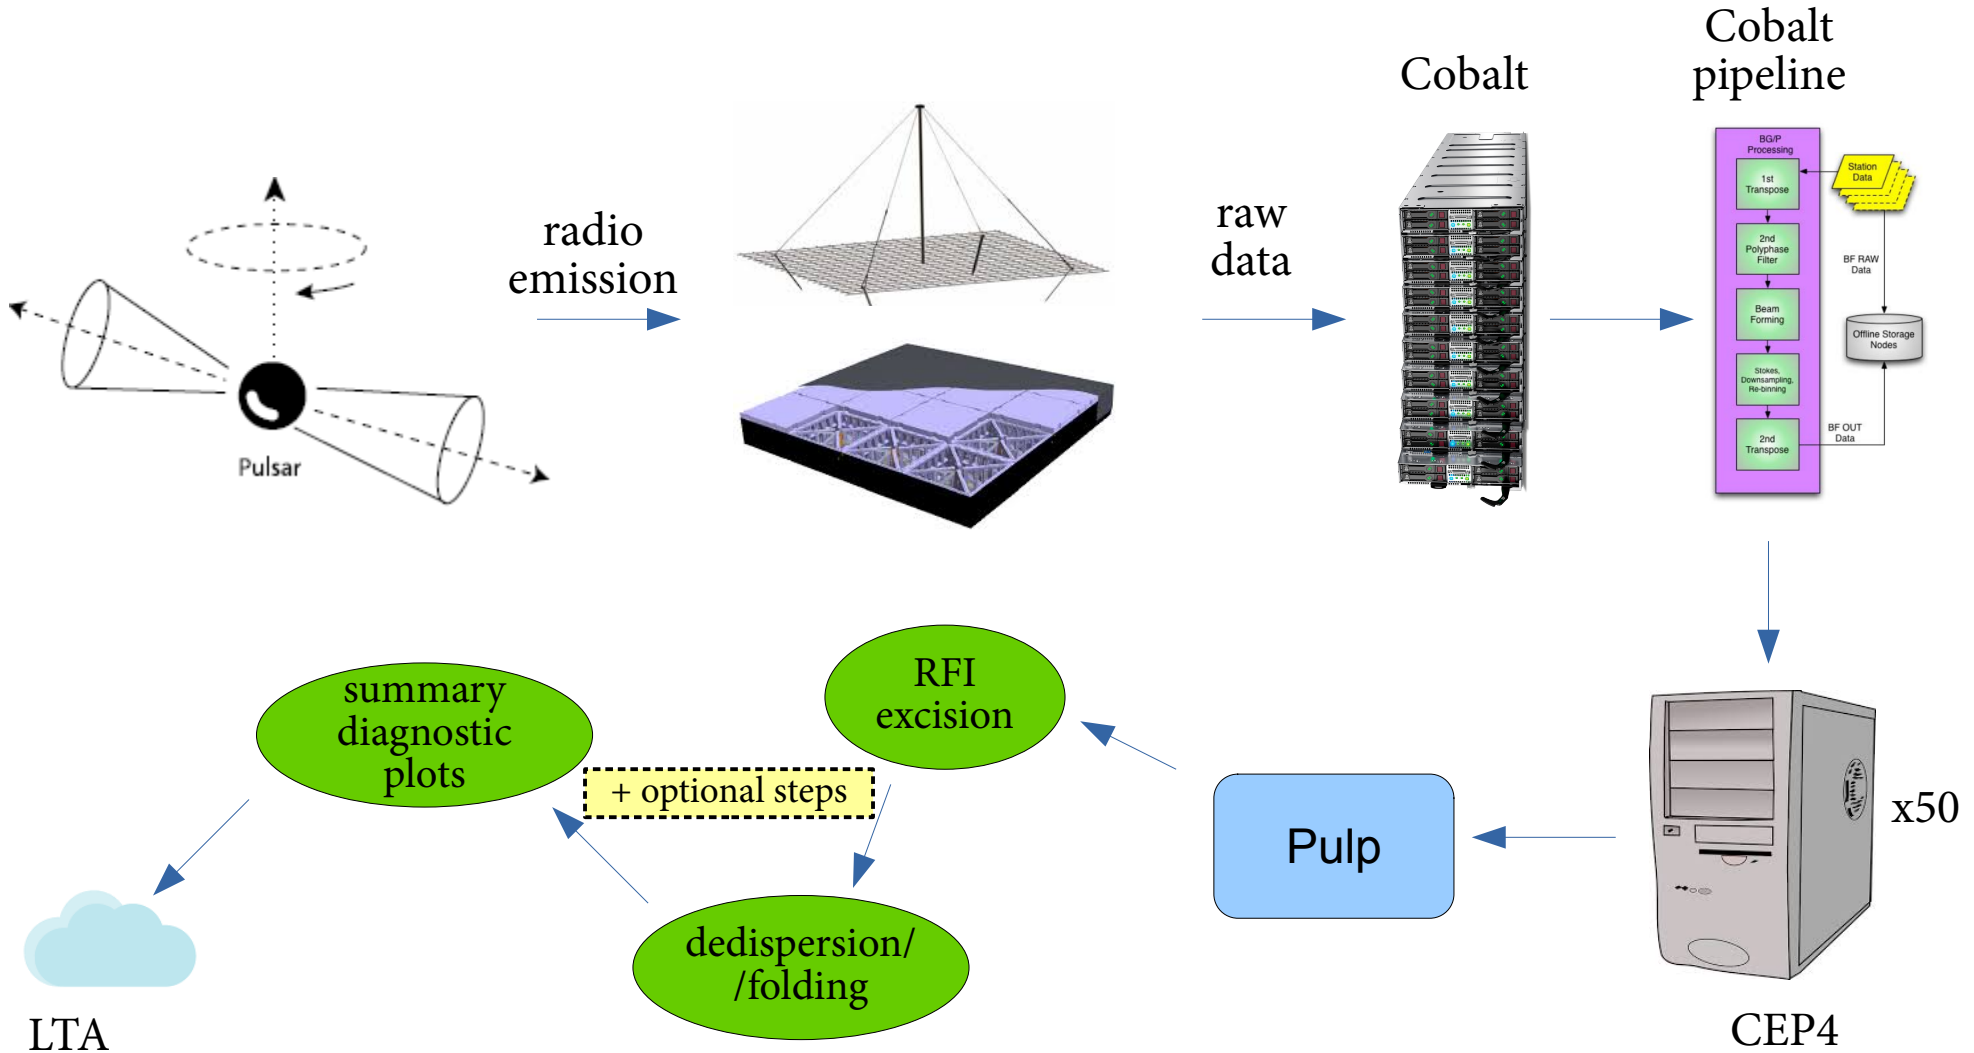 Cobalt
Cobalt
pipeline
radio
emission
raw
data
Pulsar
BG/P
Processing
1st
Transpose
2nd
Polyphase
Filter
Beam
Forming
Stokes,
Downsampling,
Re-binning
2nd
Transpose
Station
Data
BF RAW
Data
Offline Storage
Nodes
BF OUT
Data
summary
diagnostic
plots
RFI
excision
+ optional steps
dedispersion/
/folding
Pulp
x50
LTA
CEP4